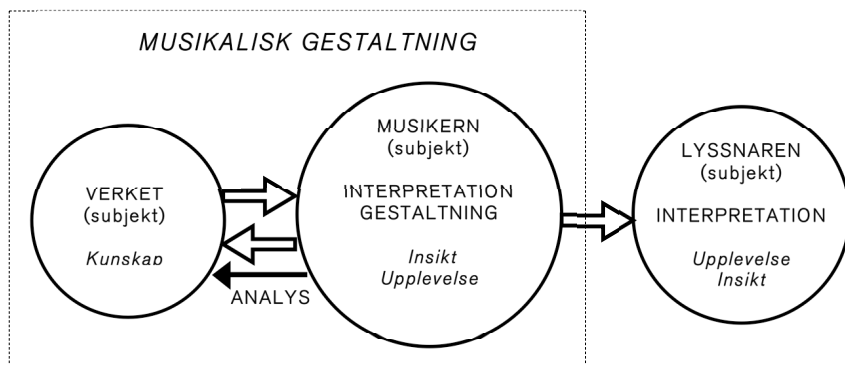 MUSIKALISK GESTALTNING
VERKET
(subjekt)
Kunskap
MUSIKERN
(subjekt)
INTERPRETATION
GESTALTNING
Insikt
Upplevelse
ANALYS
LYSSNAREN
(subjekt)
INTERPRETATION
Upplevelse
Insikt